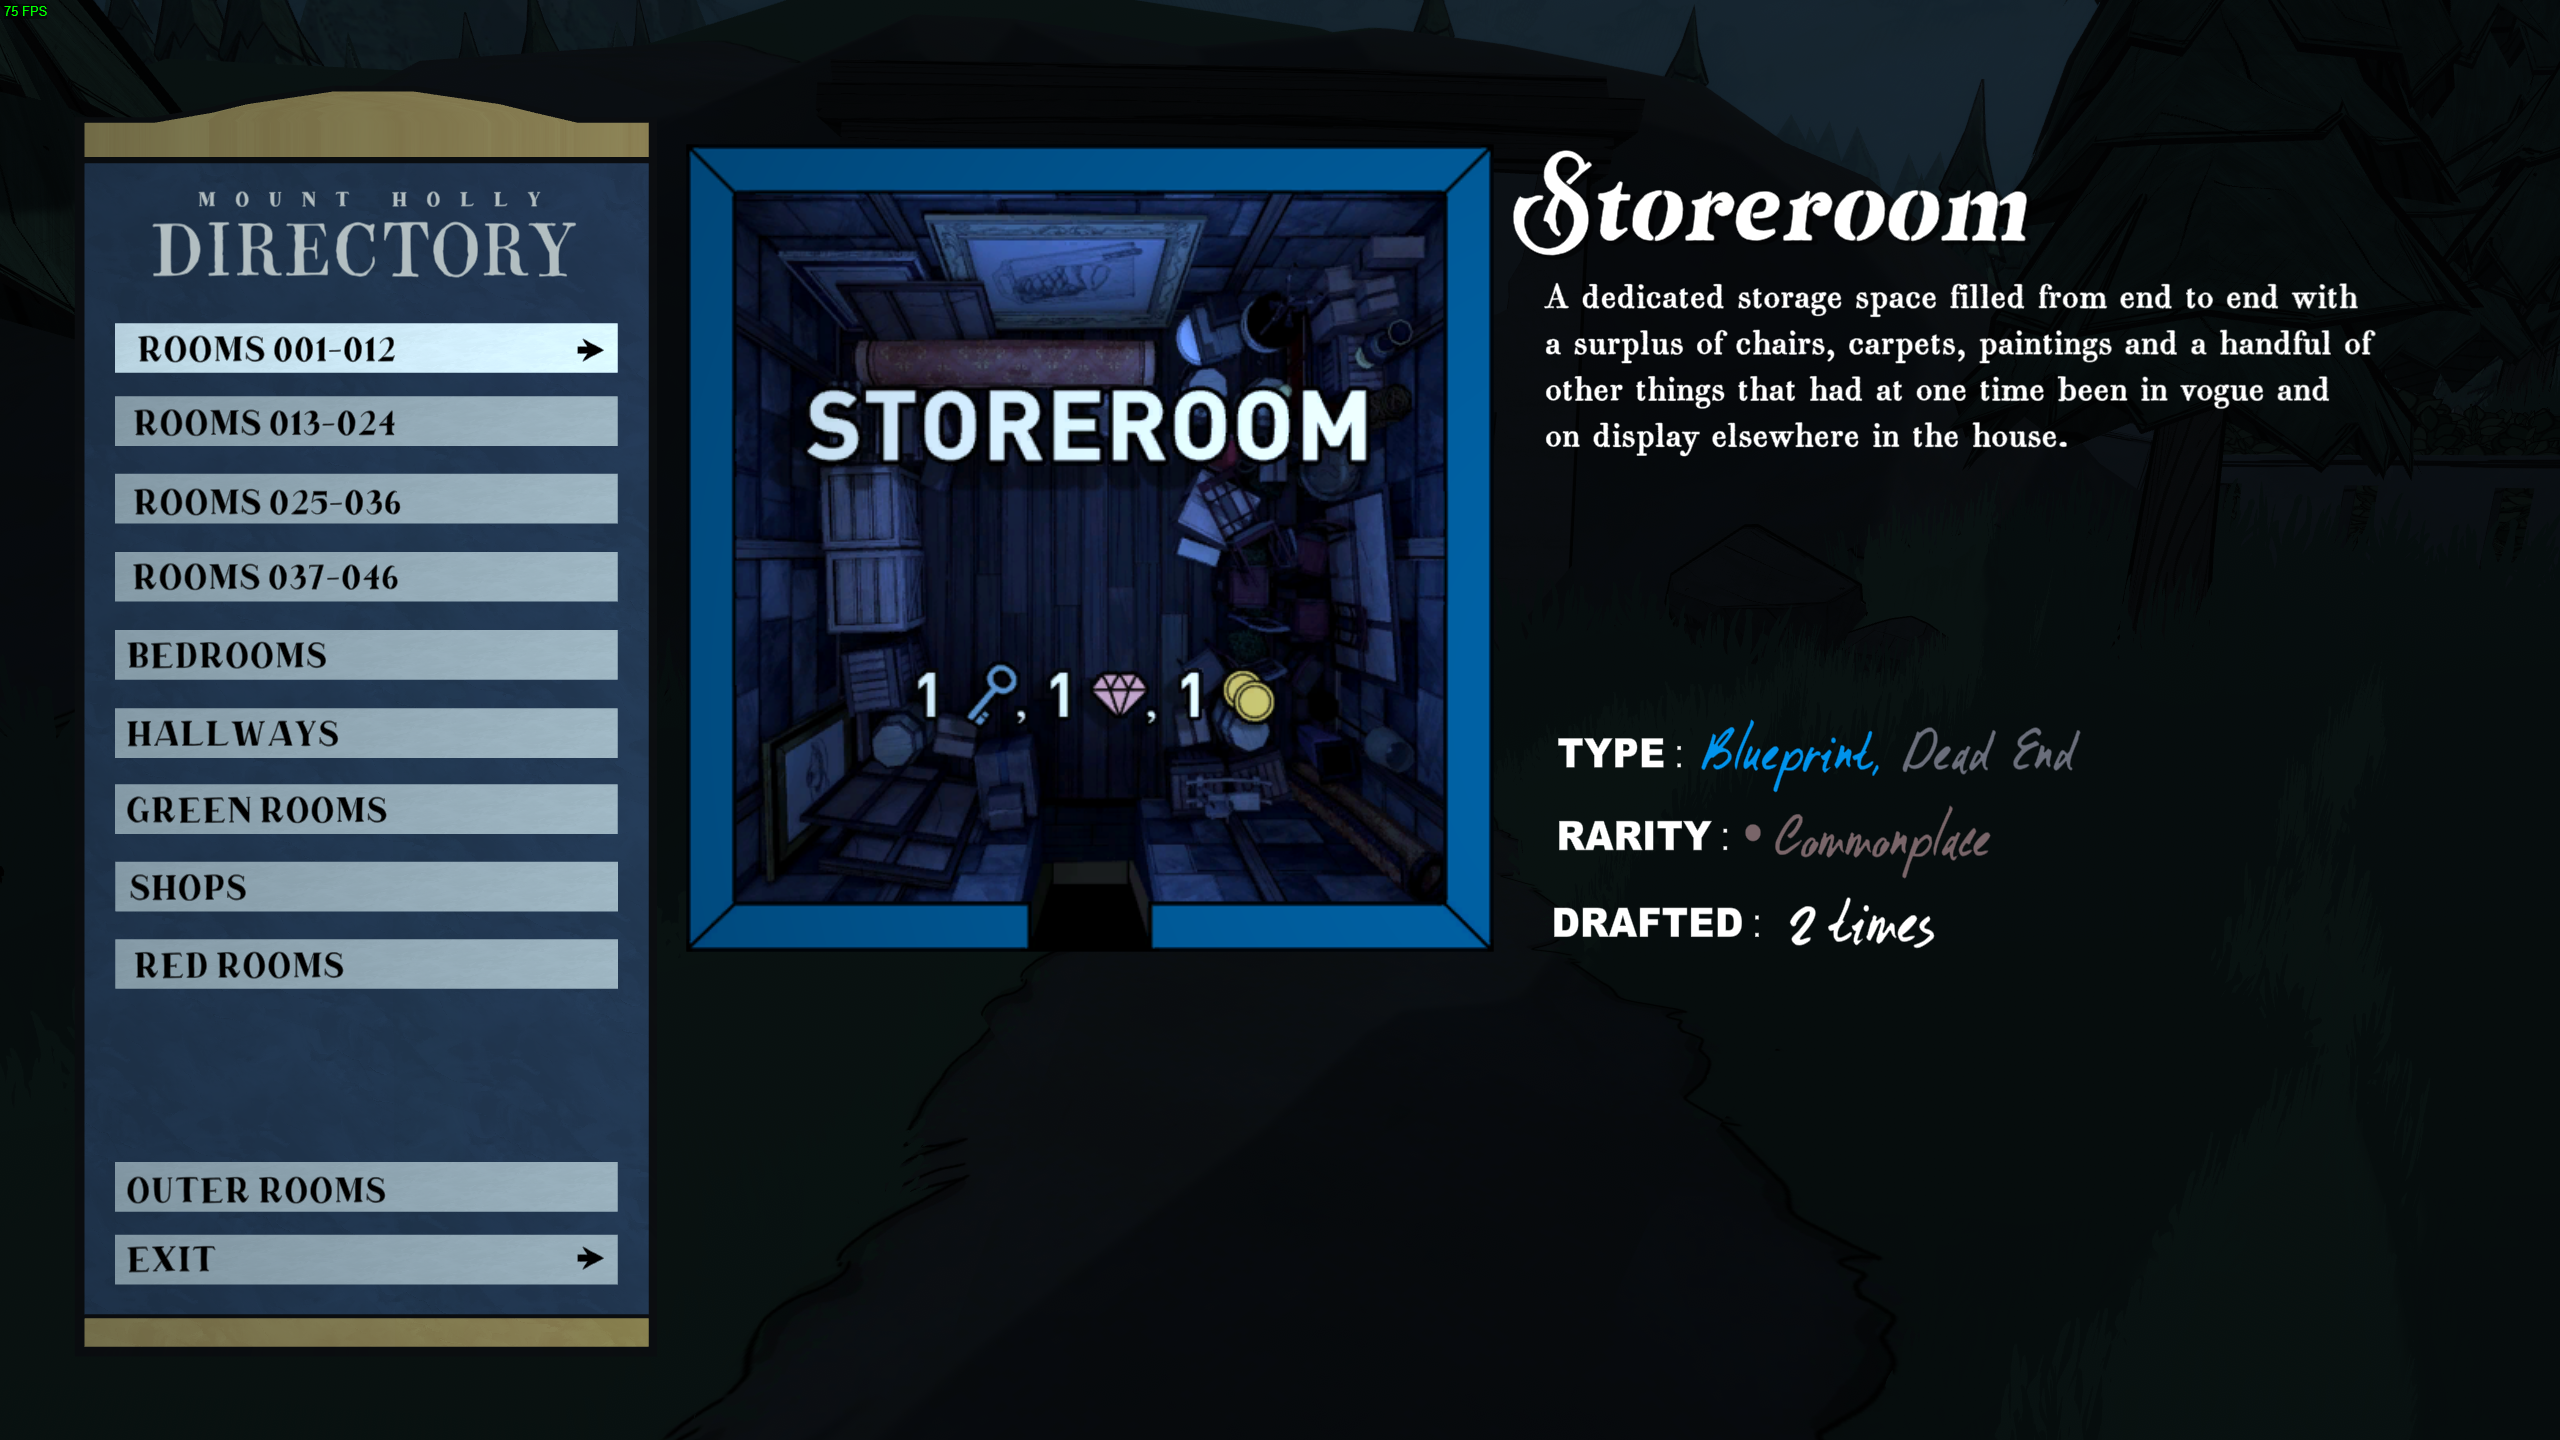 75 FPS
MOUNT HOLLY
DIRECTORY
ROOMS 001-012
ROOMS 013-024
ROOMS 025-036
ROOMS 037-046
BEDROOMS
HALLWAYS
GREEN ROOMS
SHOPS
RED ROOMS
OUTER ROOMS
EXIT
STOREROOM
1 , 1 , 1
Storeroom
A dedicated storage space filled from end to end with
a surplus of chairs, carpets, paintings and a handful of
other things that had at one time been in vogue and
on display elsewhere in the house.
TYPE : Blueprint, Dead End
RARITY : • Commonplace
DRAFTED : 2 times